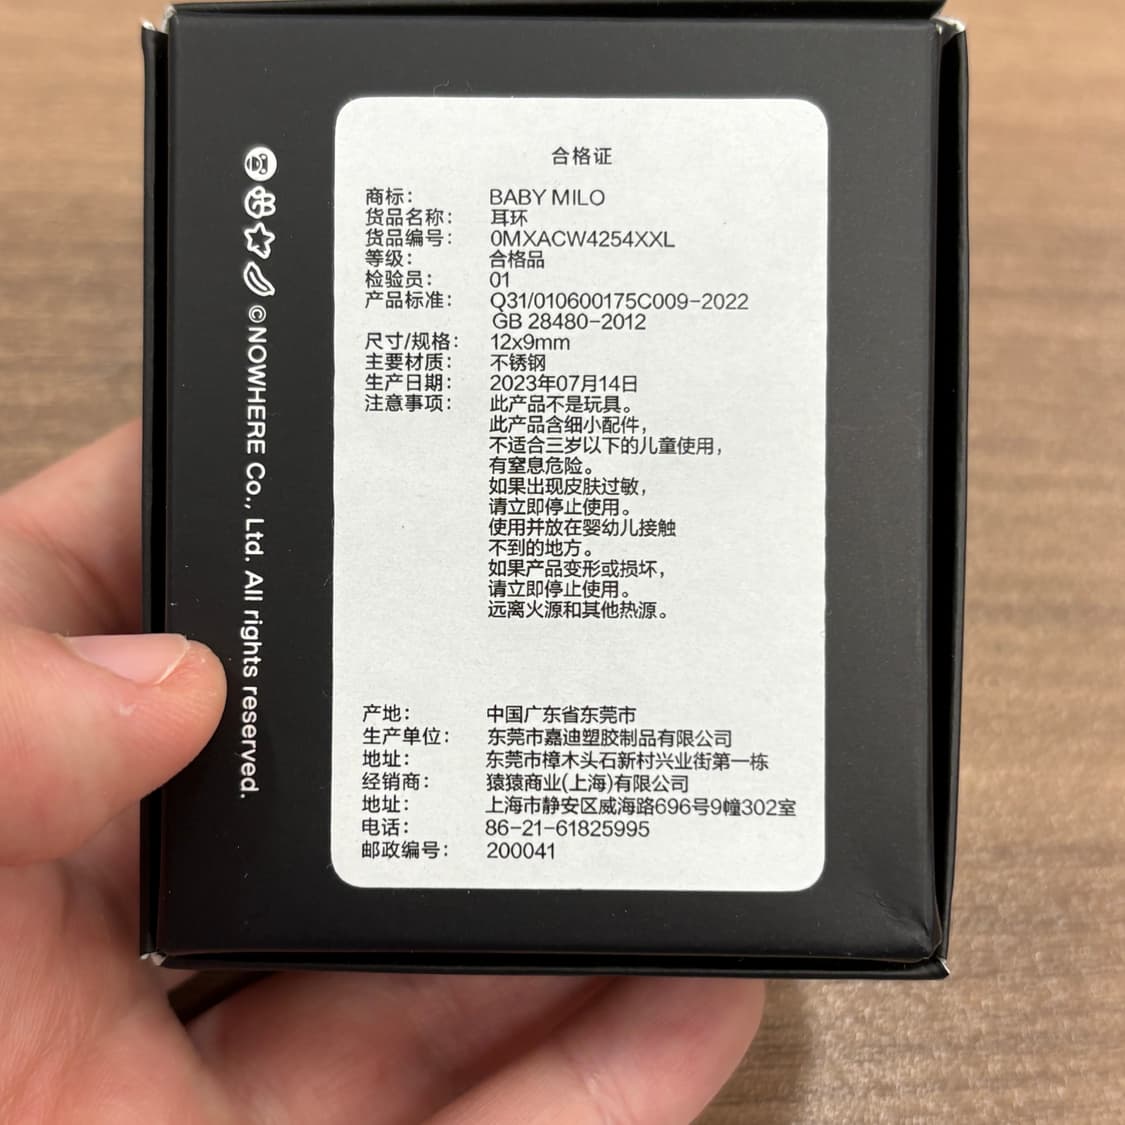 合格证
商标： BABY MILO
货品名称： 耳环
货品编号： 0MXACW4254XXL
等级： 合格品
检验员： 01
产品标准： Q31/010600175C009-2022
GB 28480-2012
尺寸/规格： 12x9mm
主要材质： 不锈钢
生产日期： 2023年07月14日
注意事项： 此产品不是玩具。
此产品含细小配件，
不适合三岁以下的儿童使用，
有窒息危险。
如果出现皮肤过敏，
请立即停止使用。
使用并放在婴幼儿接触
不到的地方。
如果产品变形或损坏，
请立即停止使用。
远离火源和其他热源。
产地： 中国广东省东莞市
生产单位： 东莞市嘉迪塑胶制品有限公司
地址： 东莞市樟木头石新村兴业街第一栋
经销商： 猿猿商业(上海)有限公司
地址： 上海市静安区威海路696号9幢302室
电话： 86-21-61825995
邮政编号： 200041
©NOWHERE Co., Ltd. All rights reserved.